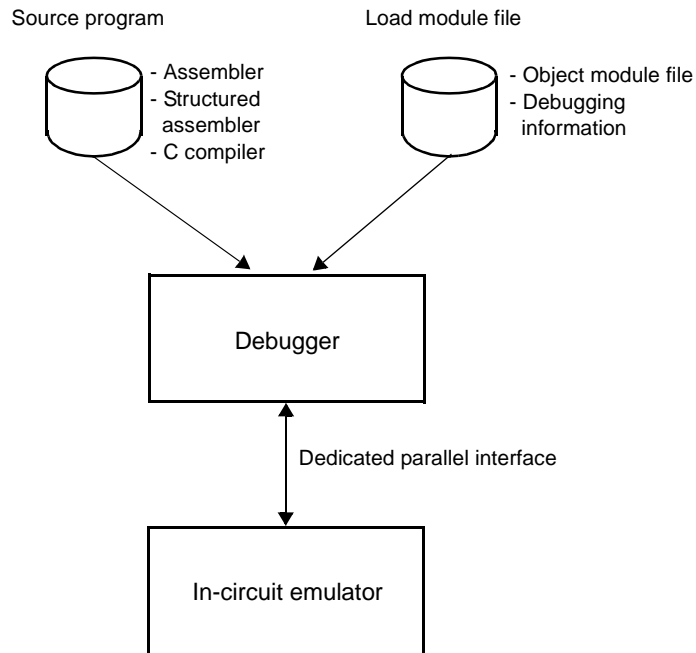 Source program
Load module file
- Assembler
- Structured
assembler
- C compiler
- Object module file
- Debugging
information
Debugger
Dedicated parallel interface
In-circuit emulator